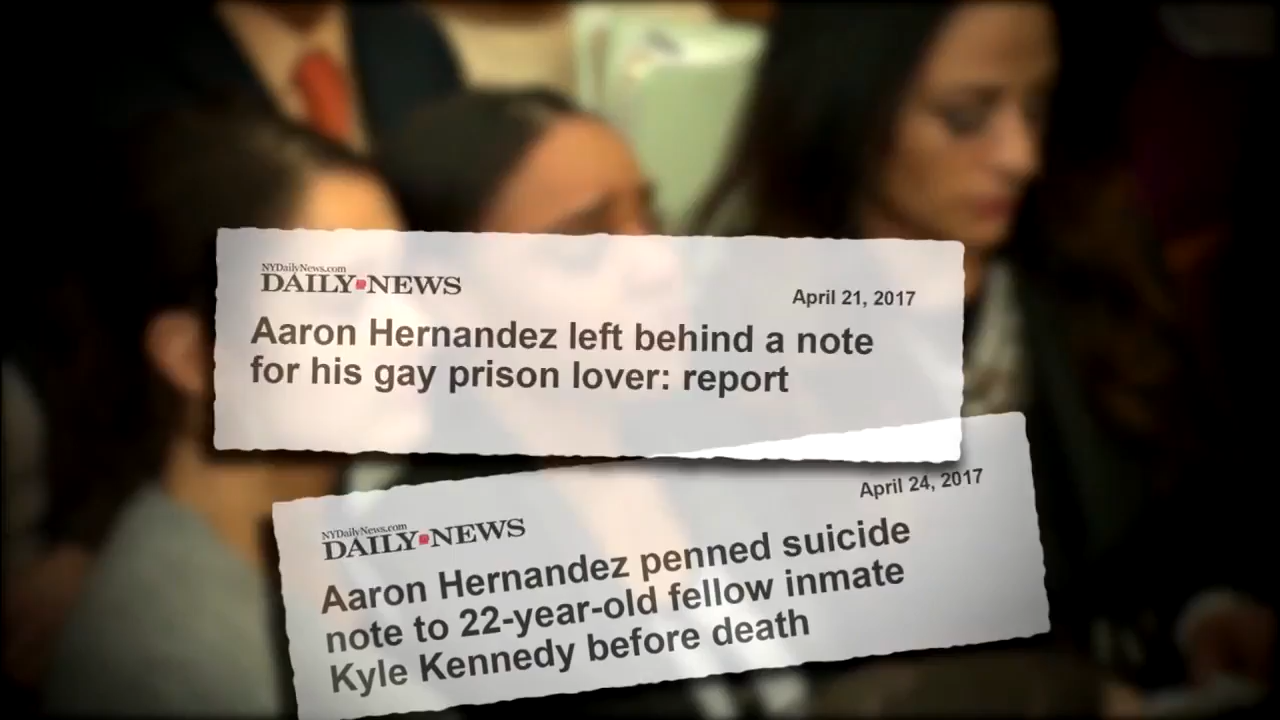 NYDailyNews.com
DAILY NEWS
April 21, 2017
Aaron Hernandez left behind a note
for his gay prison lover: report
April 24, 2017
NYDailyNews.com
DAILY NEWS
Aaron Hernandez penned suicide
note to 22-year-old fellow inmate
Kyle Kennedy before death